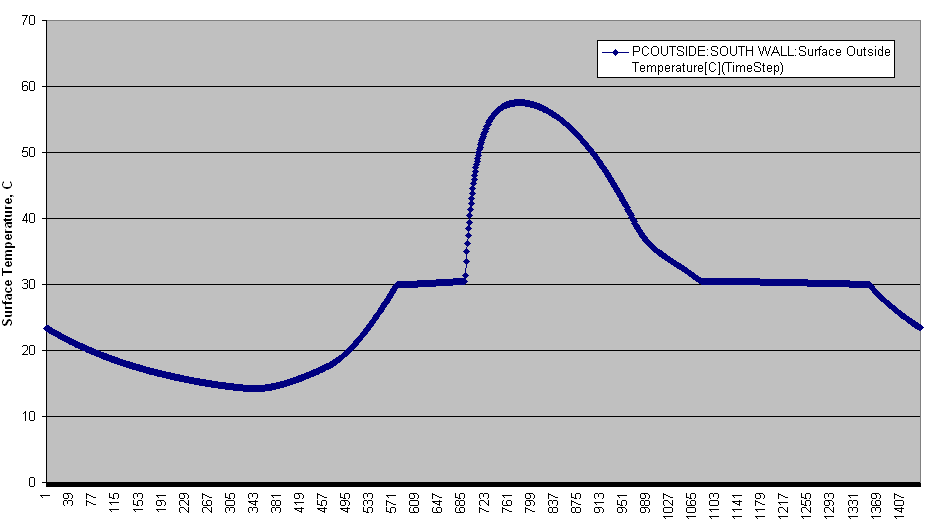 70
PCOUTSIDE:SOUTH WALL:Surface Outside
Temperature[C](TimeStep)
60
50
40
30
20
10
0
Surface Temperature, C
1 39 77 115 153 191 229 267 305 343 381 419 457 495 533 571 609 647 685 723 761 799 837 875 913 951 989 1027 1065 1103 1141 1179 1217 1255 1293 1331 1369 1407